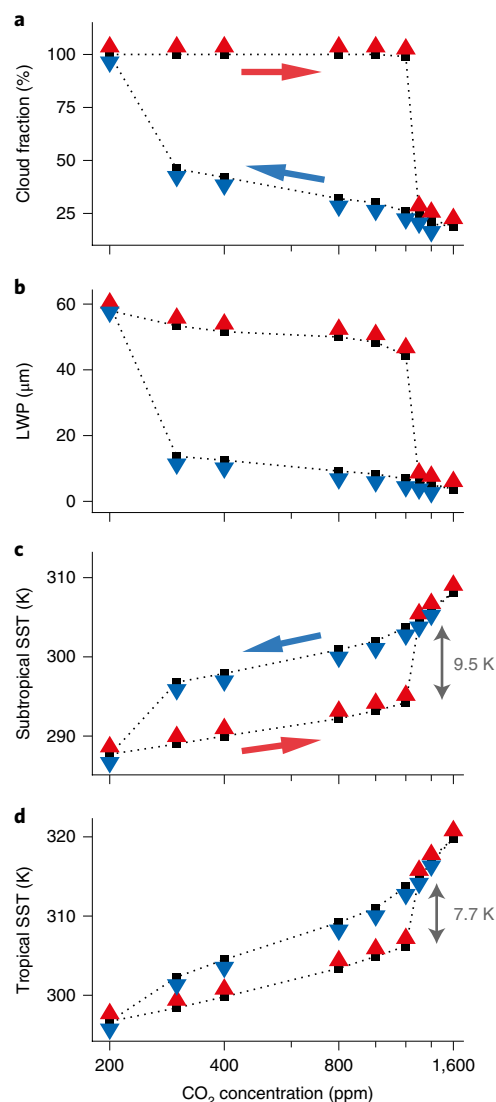 a
100
75
50
25
Cloud fraction (%)
b
60
40
20
0
LWP (µm)
c
310
300
290
Subtropical SST (K)
9.5 K
d
320
310
300
Tropical SST (K)
7.7 K
200 400 800 1,600
CO₂ concentration (ppm)